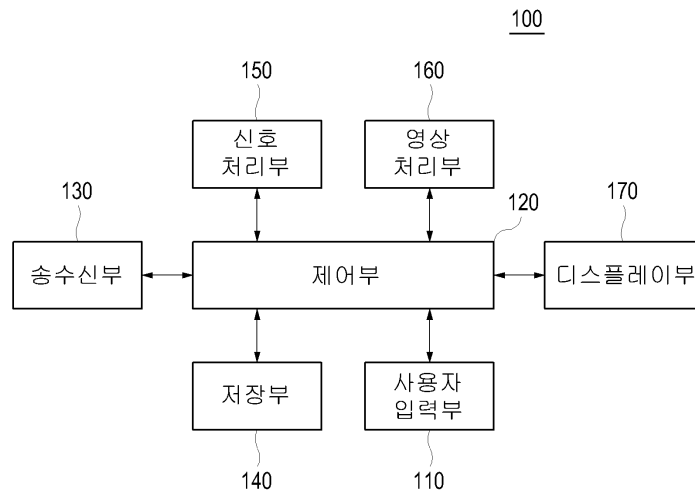 100
150
160
신호
처리부
영상
처리부
130
120
170
송수신부
제어부
디스플레이부
저장부
사용자
입력부
140
110